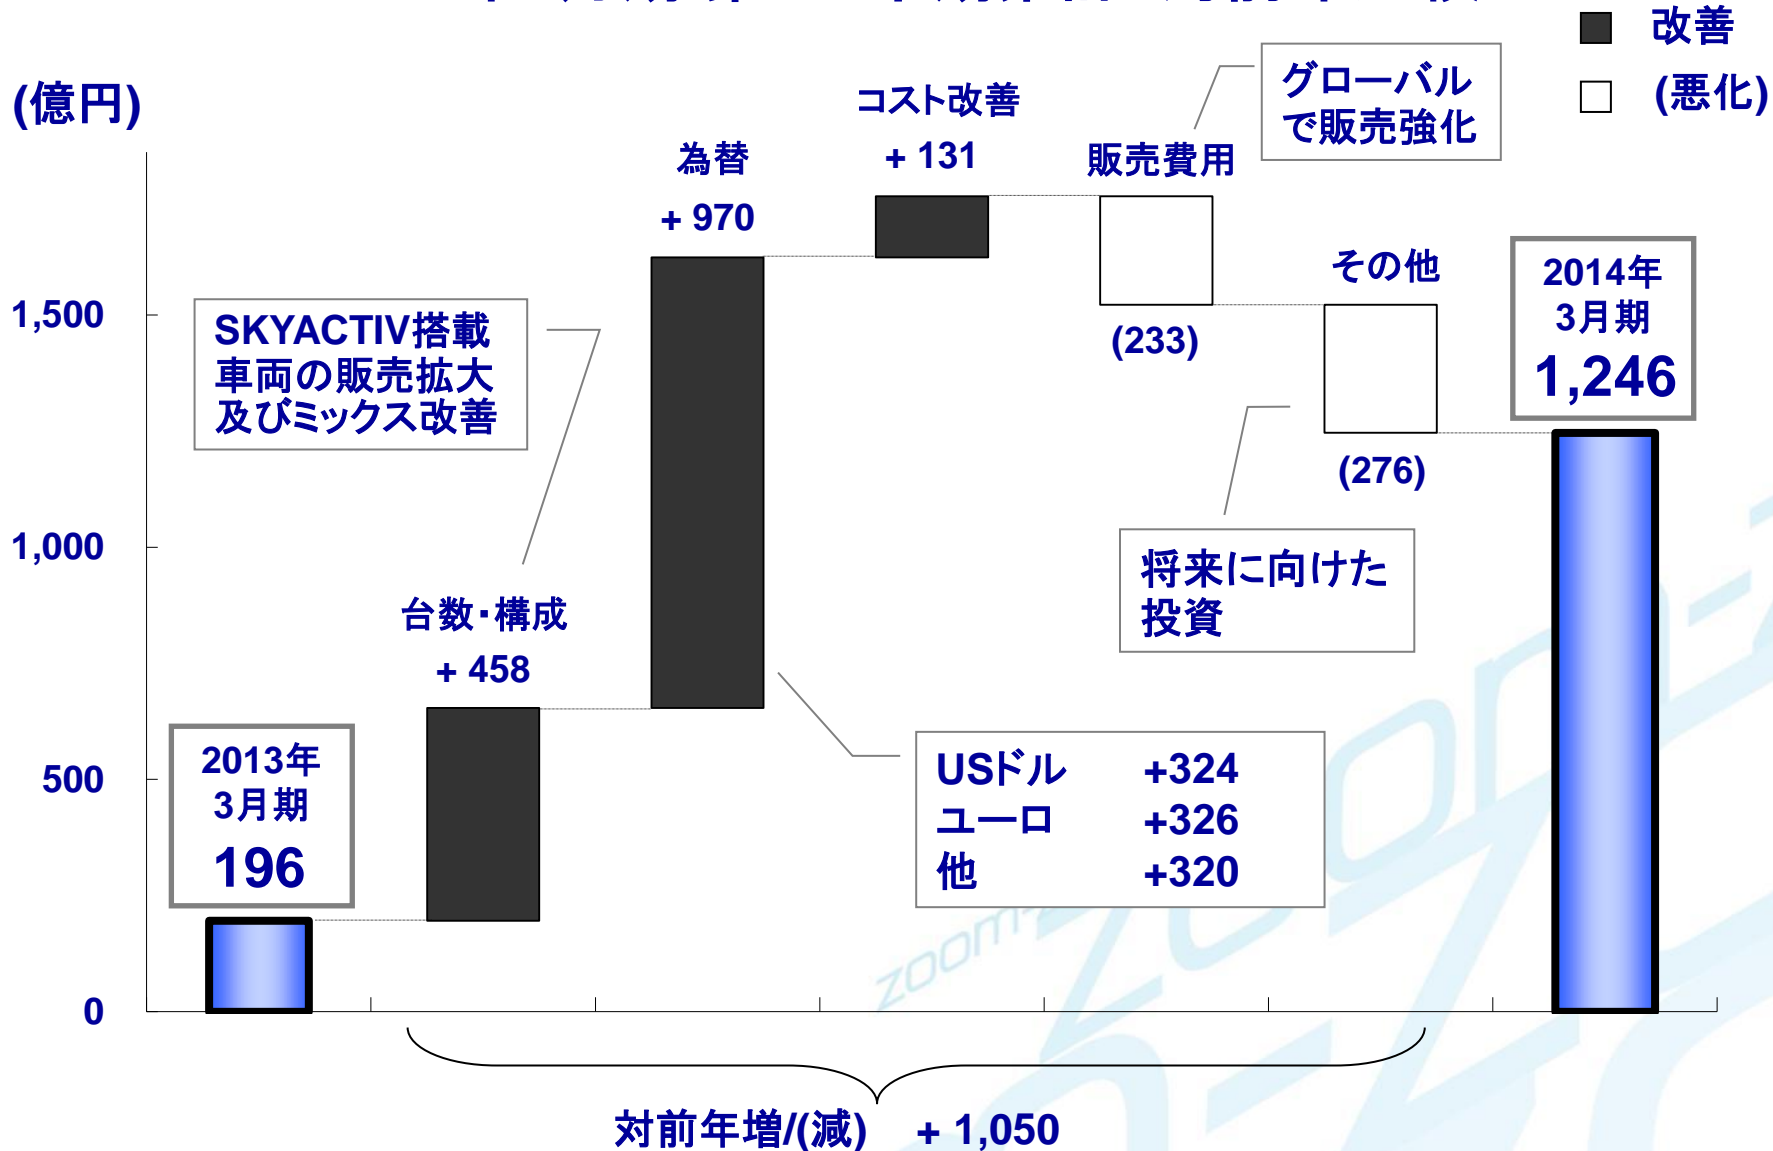 改善
(悪化)
(億円)
グローバル
で販売強化
コスト改善
+ 131
販売費用
為替
+ 970
その他
2014年
3月期
1,246
1,500
SKYACTIV搭載
車両の販売拡大
及びミックス改善
(233)
(276)
1,000
将来に向けた
投資
台数・構成
+ 458
500
2013年
3月期
196
USドル +324
ユーロ +326
他 +320
0
対前年増/(減) + 1,050